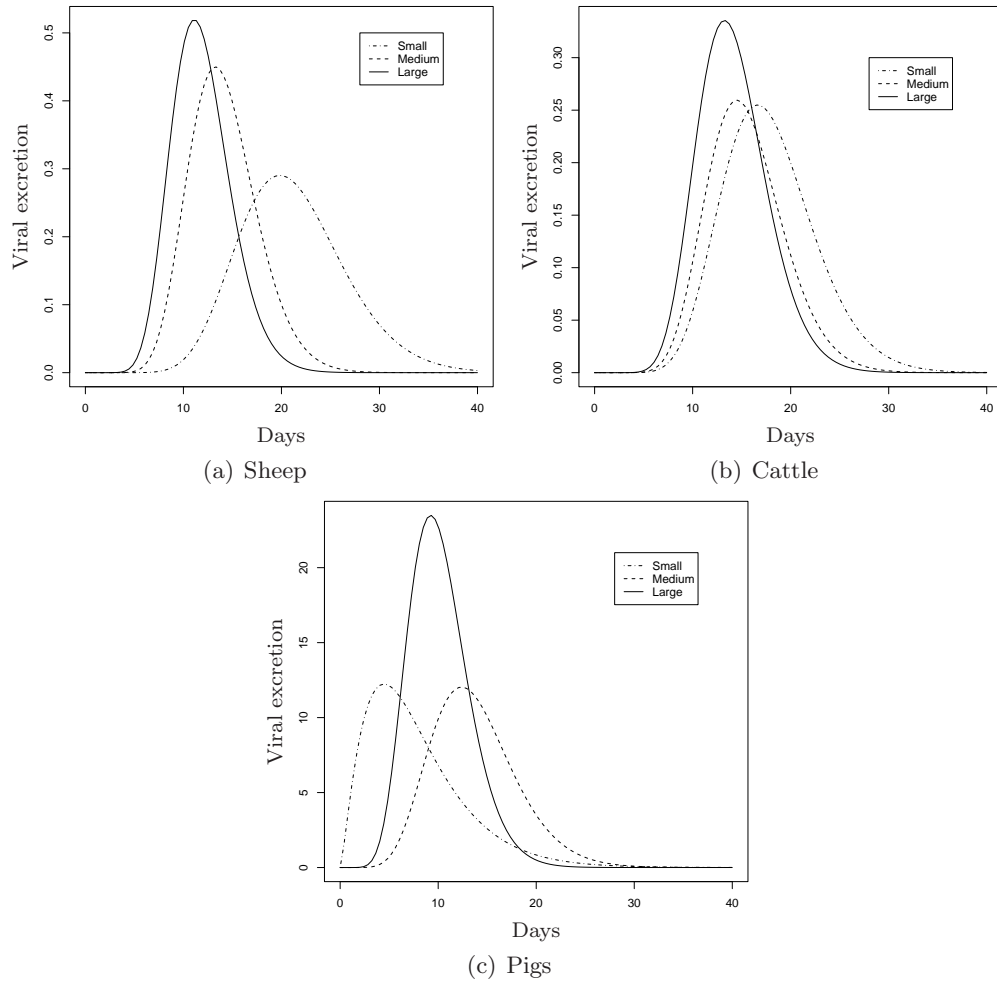 Viral excretion
0.0 0.1 0.2 0.3 0.4 0.5
0 10 20 30 40
Days
Small
Medium
Large
(a) Sheep
Viral excretion
0.00 0.05 0.10 0.15 0.20 0.25 0.30
0 10 20 30 40
Days
Small
Medium
Large
(b) Cattle
Viral excretion
0 5 10 15 20
0 10 20 30 40
Days
Small
Medium
Large
(c) Pigs